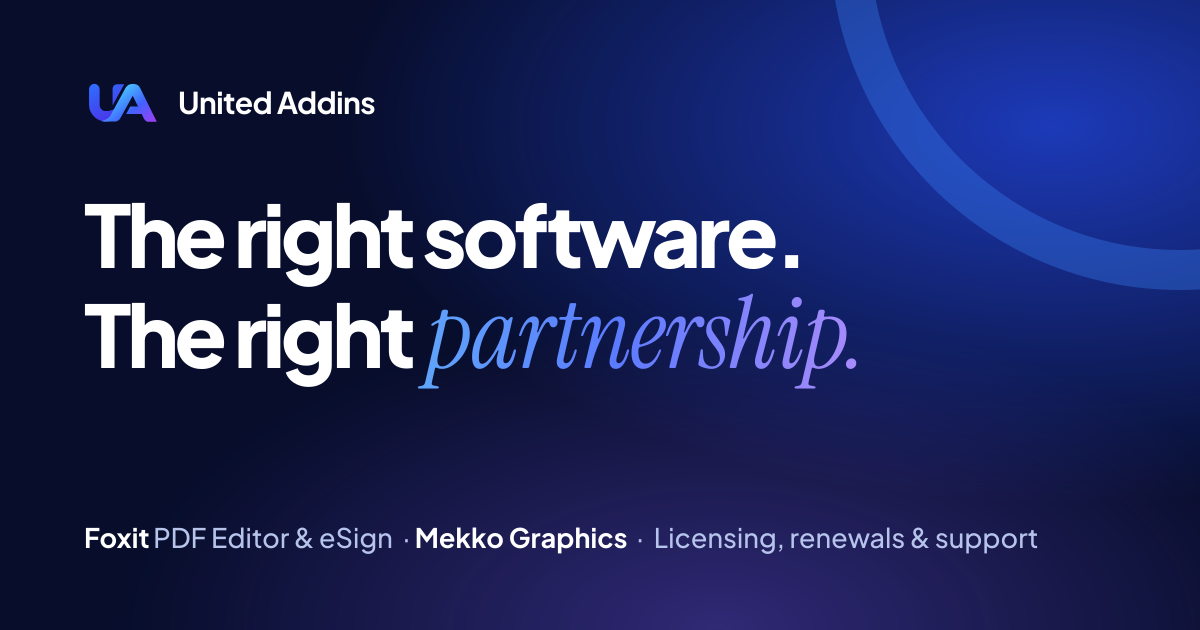 UA United Addins
The right software.
The right partnership.
Foxit PDF Editor & eSign · Mekko Graphics · Licensing, renewals & support